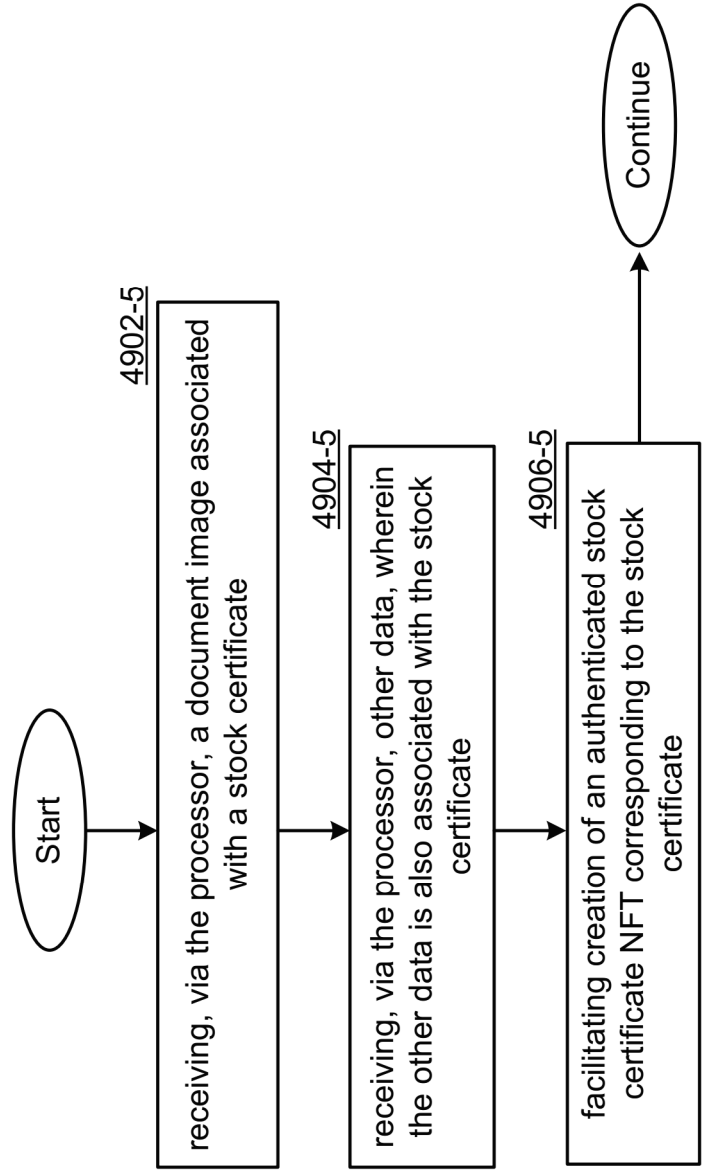 Start
4902-5
receiving, via the processor, a document image associated
with a stock certificate
4904-5
receiving, via the processor, other data, wherein
the other data is also associated with the stock
certificate
4906-5
facilitating creation of an authenticated stock
certificate NFT corresponding to the stock
certificate
Continue